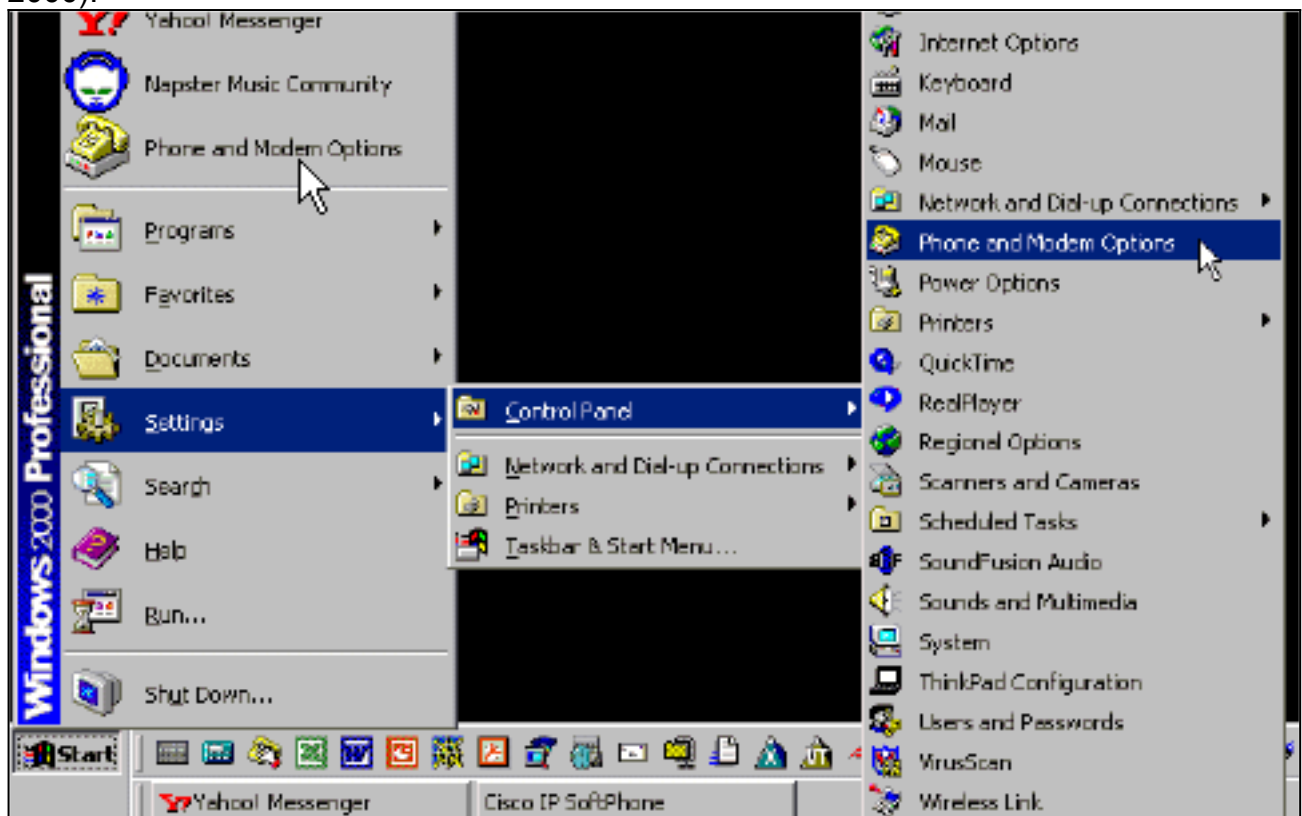 Yahoo! Messenger
Napster Music Community
Phone and Modem Options
Programs
Favorites
Documents
Settings
Search
Help
Run...
Shut Down...
Windows 2000 Professional
Control Panel
Network and Dial-up Connections
Printers
Taskbar & Start Menu...
Internet Options
Keyboard
Mail
Mouse
Network and Dial-up Connections
Phone and Modem Options
Power Options
Printers
QuickTime
RealPlayer
Regional Options
Scanners and Cameras
Scheduled Tasks
SoundFusion Audio
Sounds and Multimedia
System
ThinkPad Configuration
Users and Passwords
VirusScan
Wireless Link
Start
Yahoo! Messenger
Cisco IP SoftPhone